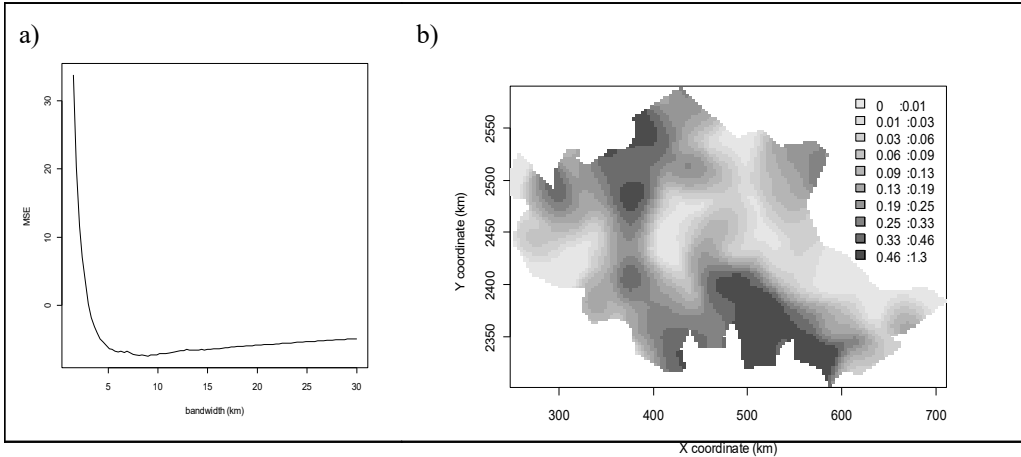 a)
b)
MSE
30
20
10
0
5 10 15 20 25 30
bandwidth (km)
Y coordinate (km)
2550
2500
2450
2400
2350
0 :0.01
0.01 :0.03
0.03 :0.06
0.06 :0.09
0.09 :0.13
0.13 :0.19
0.19 :0.25
0.25 :0.33
0.33 :0.46
0.46 :1.3
300 400 500 600 700
X coordinate (km)